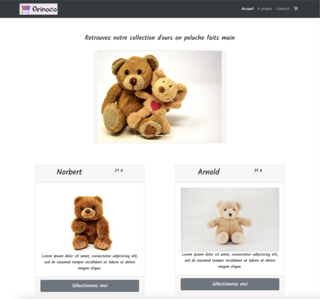 Orinoco
Accueil A propos Contact
Retrouvez notre collection d'ours en peluche faits main
Norbert
Arnold
39 €
Lorem ipsum dolor sit amet, consectetur adipiscing elit,
sed do eiusmod tempor incididunt ut labore et dolore
magna aliqua.
Lorem ipsum dolor sit amet, consectetur adipiscing elit,
sed do eiusmod tempor incididunt ut labore et dolore
magna aliqua.
Sélectionnez moi
Sélectionnez moi